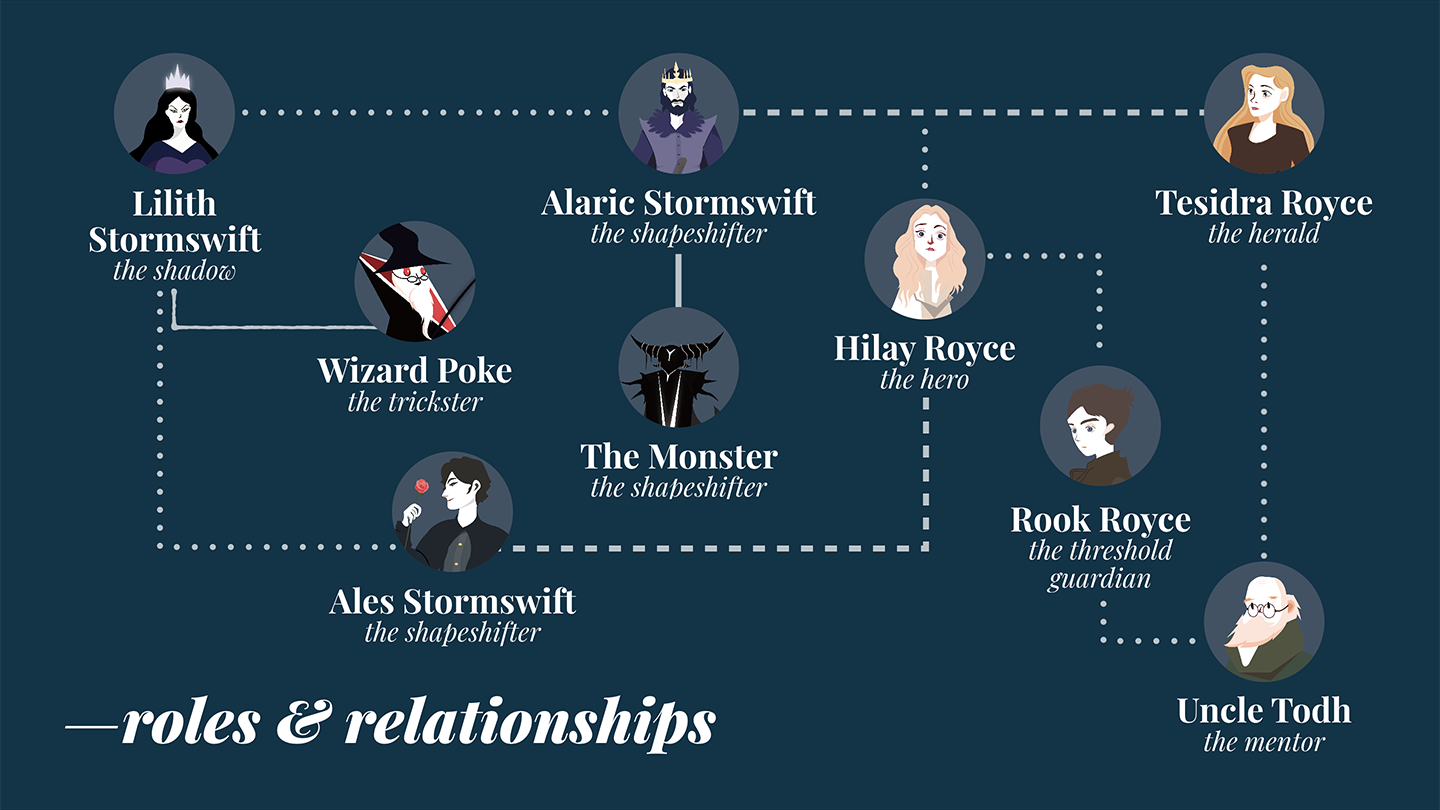 Lilith
Stormswift
the shadow
Alaric Stormswift
the shapeshifter
Tesidra Royce
the herald
Wizard Poke
the trickster
Hilay Royce
the hero
The Monster
the shapeshifter
Rook Royce
the threshold
guardian
Ales Stormswift
the shapeshifter
Uncle Todh
the mentor
—roles & relationships